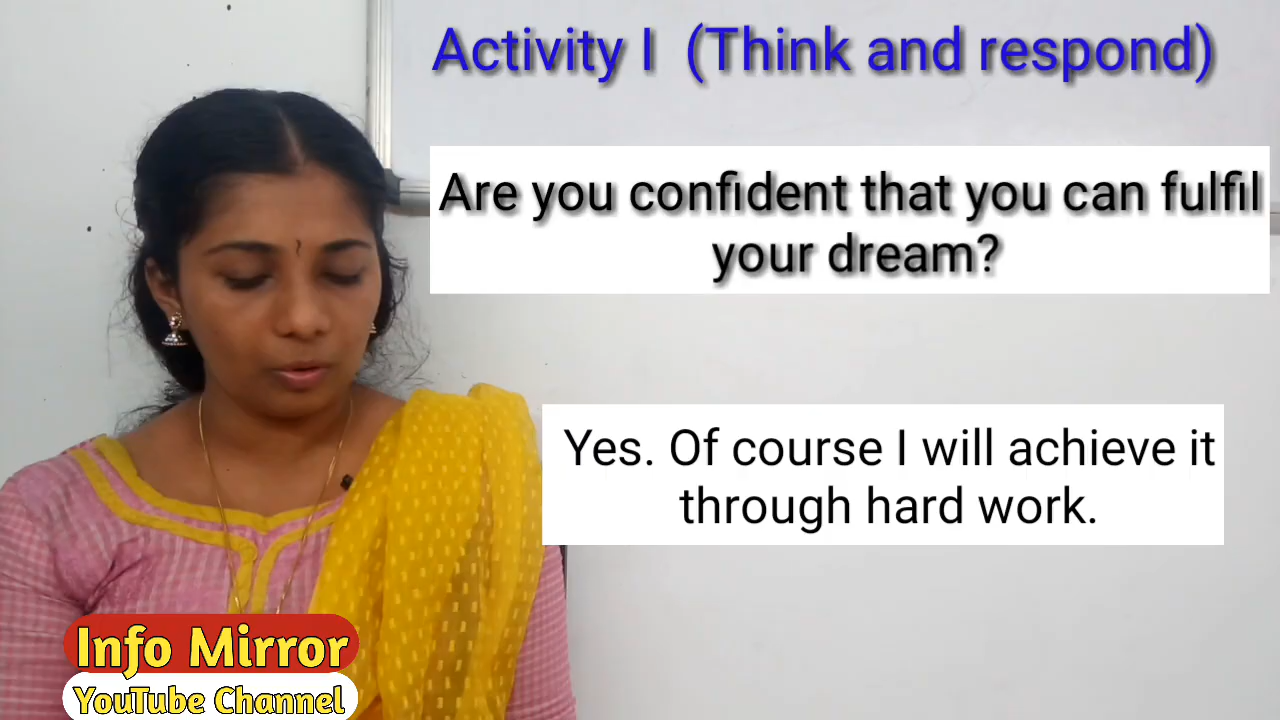 Activity I (Think and respond)
Are you confident that you can fulfil
your dream?
Yes. Of course I will achieve it
through hard work.
Info Mirror
YouTube Channel